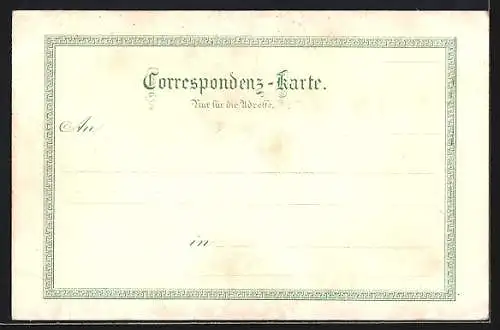 Correspondenz-Karte.
Nur für die Adresse.
An
in